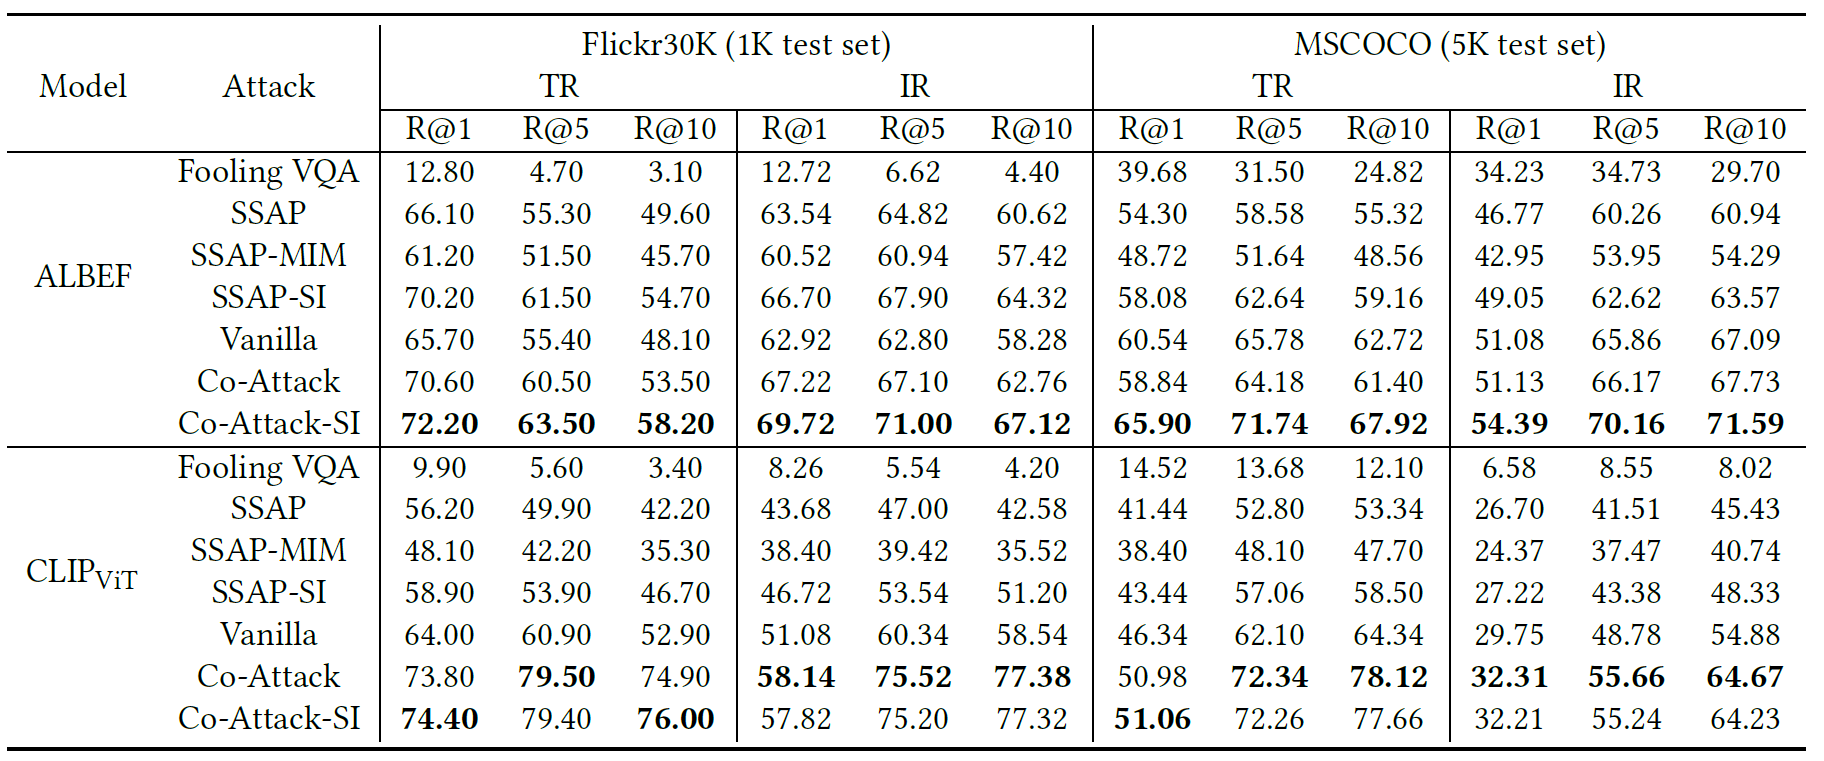 Flickr30K (1K test set) MSCOCO (5K test set)
Model Attack TR IR TR IR
R@1 R@5 R@10 R@1 R@5 R@10 R@1 R@5 R@10 R@1 R@5 R@10
Fooling VQA 12.80 4.70 3.10 12.72 6.62 4.40 39.68 31.50 24.82 34.23 34.73 29.70
SSAP 66.10 55.30 49.60 63.54 64.82 60.62 54.30 58.58 55.32 46.77 60.26 60.94
SSAP-MIM 61.20 51.50 45.70 60.52 60.94 57.42 48.72 51.64 48.56 42.95 53.95 54.29
ALBEF SSAP-SI 70.20 61.50 54.70 66.70 67.90 64.32 58.08 62.64 59.16 49.05 62.62 63.57
Vanilla 65.70 55.40 48.10 62.92 62.80 58.28 60.54 65.78 62.72 51.08 65.86 67.09
Co-Attack 70.60 60.50 53.50 67.22 67.10 62.76 58.84 64.18 61.40 51.13 66.17 67.73
Co-Attack-SI 72.20 63.50 58.20 69.72 71.00 67.12 65.90 71.74 67.92 54.39 70.16 71.59
Fooling VQA 9.90 5.60 3.40 8.26 5.54 4.20 14.52 13.68 12.10 6.58 8.55 8.02
SSAP 56.20 49.90 42.20 43.68 47.00 42.58 41.44 52.80 53.34 26.70 41.51 45.43
SSAP-MIM 48.10 42.20 35.30 38.40 39.42 35.52 38.40 48.10 47.70 24.37 37.47 40.74
CLIPViT SSAP-SI 58.90 53.90 46.70 46.72 53.54 51.20 43.44 57.06 58.50 27.22 43.38 48.33
Vanilla 64.00 60.90 52.90 51.08 60.34 58.54 46.34 62.10 64.34 29.75 48.78 54.88
Co-Attack 73.80 79.50 74.90 58.14 75.52 77.38 50.98 72.34 78.12 32.31 55.66 64.67
Co-Attack-SI 74.40 79.40 76.00 57.82 75.20 77.32 51.06 72.26 77.66 32.21 55.24 64.23